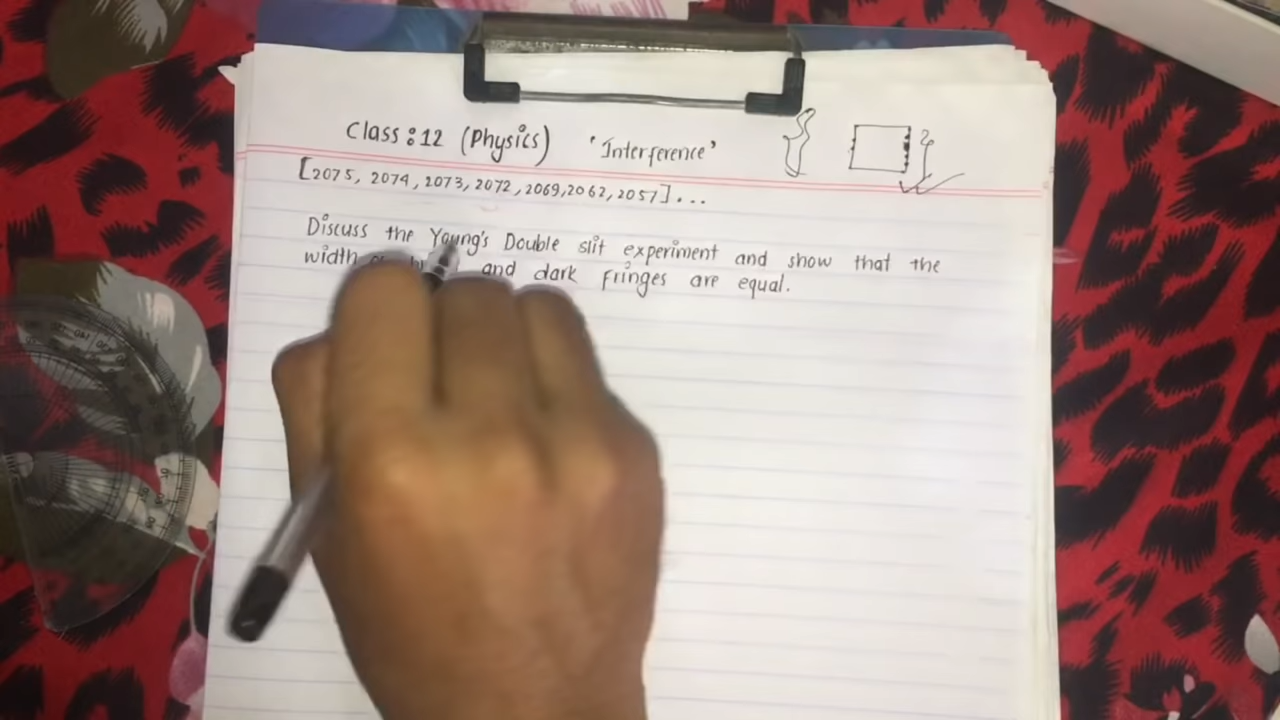 Class: 12 (Physics) 'Interference'
[2075, 2074, 2073, 2072, 2069, 2062, 2057]...
Discuss the Young's Double slit experiment and show that the
width and dark fringes are equal.